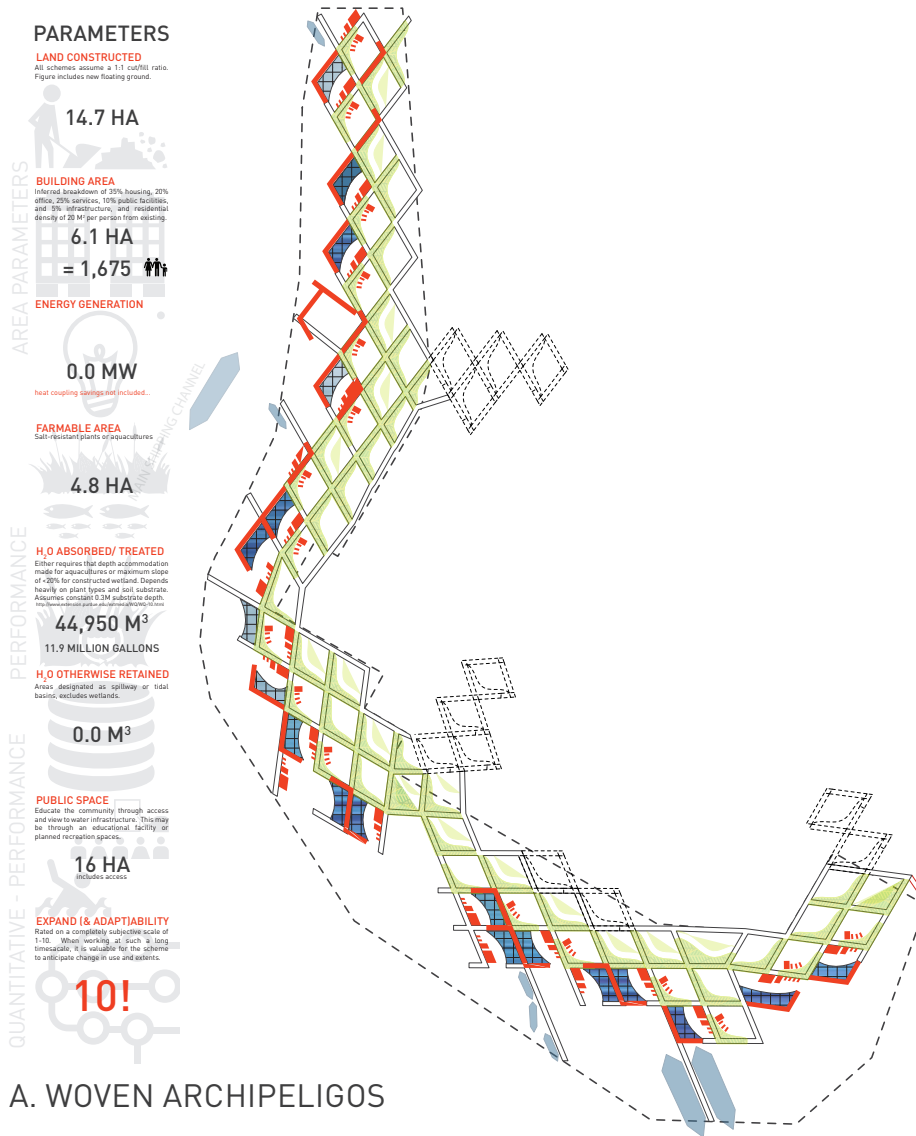 PARAMETERS
LAND CONSTRUCTED
All schemes assume a 1:1 cut/fill ratio.
Figure includes new floating ground.
14.7 HA
BUILDING AREA
Inferred breakdown of 35% housing, 20%
office, 25% services, 10% public facilities,
and 5% infrastructure, and residential
density of 20 M² per person from existing.
6.1 HA
= 1,675
AREA PARAMETERS
ENERGY GENERATION
0.0 MW
heat coupling savings not included...
MAIN SHIPPING CHANNEL
FARMABLE AREA
Salt-resistant plants or aquacultures
4.8 HA
PERFORMANCE
H₂O ABSORBED/ TREATED
Either requires that depth accommodation
made for aquacultures or maximum slope
of <20% for constructed wetland. Depends
heavily on plant types and soil substrate.
Assumes constant 0.3M substrate depth.
44,950 M³
11.9 MILLION GALLONS
H₂O OTHERWISE RETAINED
Areas designated as spillway or tidal
basins, excludes wetlands.
0.0 M³
QUANTITATIVE - PERFORMANCE
PUBLIC SPACE
Educate the community through access
and view to water infrastructure. This may
be through an educational facility or
planned recreation spaces.
16 HA
includes access
EXPAND (& ADAPT)ABILITY
Rated on a completely subjective scale of
1-10. When working at such a long
timescale, it is valuable for the scheme
to anticipate change in use and extents.
10!
A. WOVEN ARCHIPELIGOS